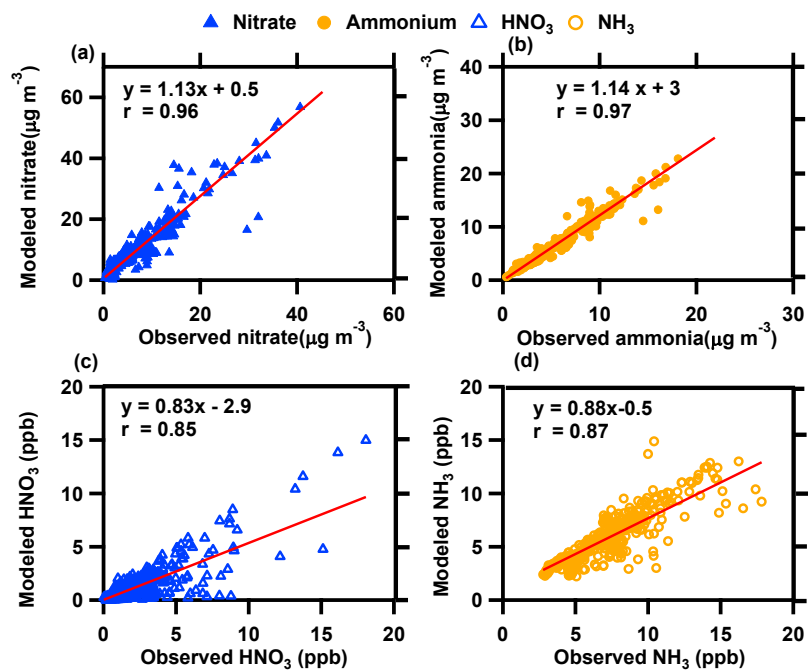 Nitrate Ammonium HNO₃ NH₃
(a)
y = 1.13x + 0.5
r = 0.96
Modeled nitrate(μg m⁻³)
60
40
20
0
0 20 40 60
Observed nitrate(μg m⁻³)
(b)
y = 1.14 x + 3
r = 0.97
Modeled ammonia(μg m⁻³)
40
30
20
10
0
0 10 20 30
Observed ammonia(μg m⁻³)
(c)
y = 0.83x - 2.9
r = 0.85
Modeled HNO₃ (ppb)
20
15
10
5
0
0 5 10 15 20
Observed HNO₃ (ppb)
(d)
y = 0.88x-0.5
r = 0.87
Modeled NH₃ (ppb)
20
15
10
5
0
0 5 10 15 20
Observed NH₃ (ppb)